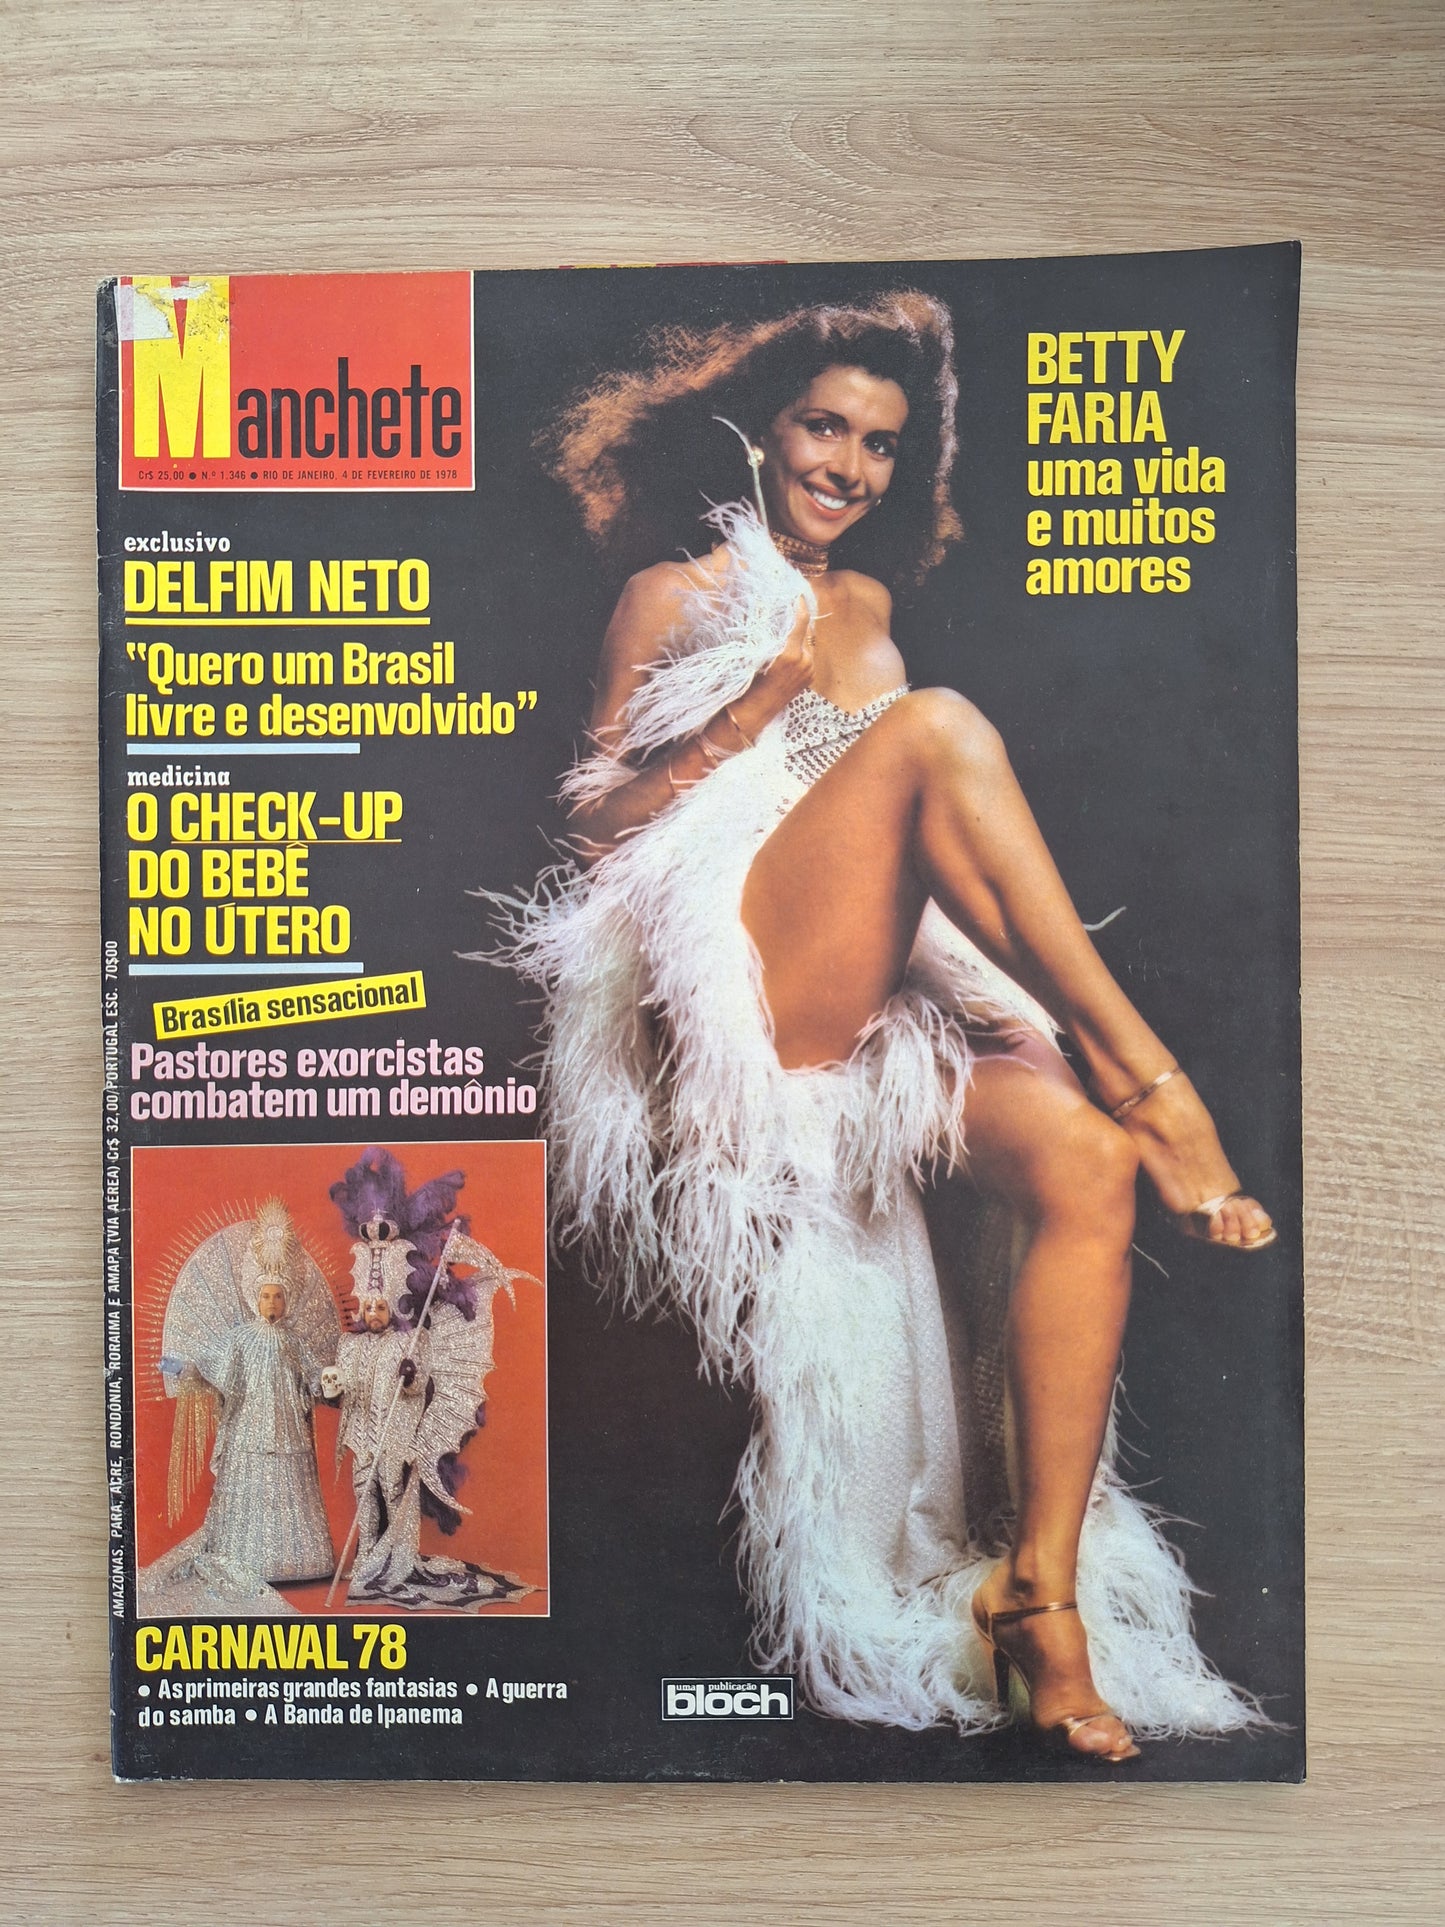 Manchete
Cr$ 25,00 ● N.º 1.346 ● RIO DE JANEIRO, 4 DE FEVEREIRO DE 1978
BETTY
FARIA
uma vida
e muitos
amores
exclusivo
DELFIM NETO
"Quero um Brasil
livre e desenvolvido"
medicina
O CHECK-UP
DO BEBÊ
NO ÚTERO
Brasília sensacional
Pastores exorcistas
combatem um demônio
AMAZONAS, PARA, ACRE, RONDÔNIA, RORAIMA E AMAPA (VIA AÉREA) Cr$ 32,00/PORTUGAL ESC. 70$00
CARNAVAL 78
● As primeiras grandes fantasias ● A guerra
do samba ● A Banda de Ipanema
uma publicação
bloch